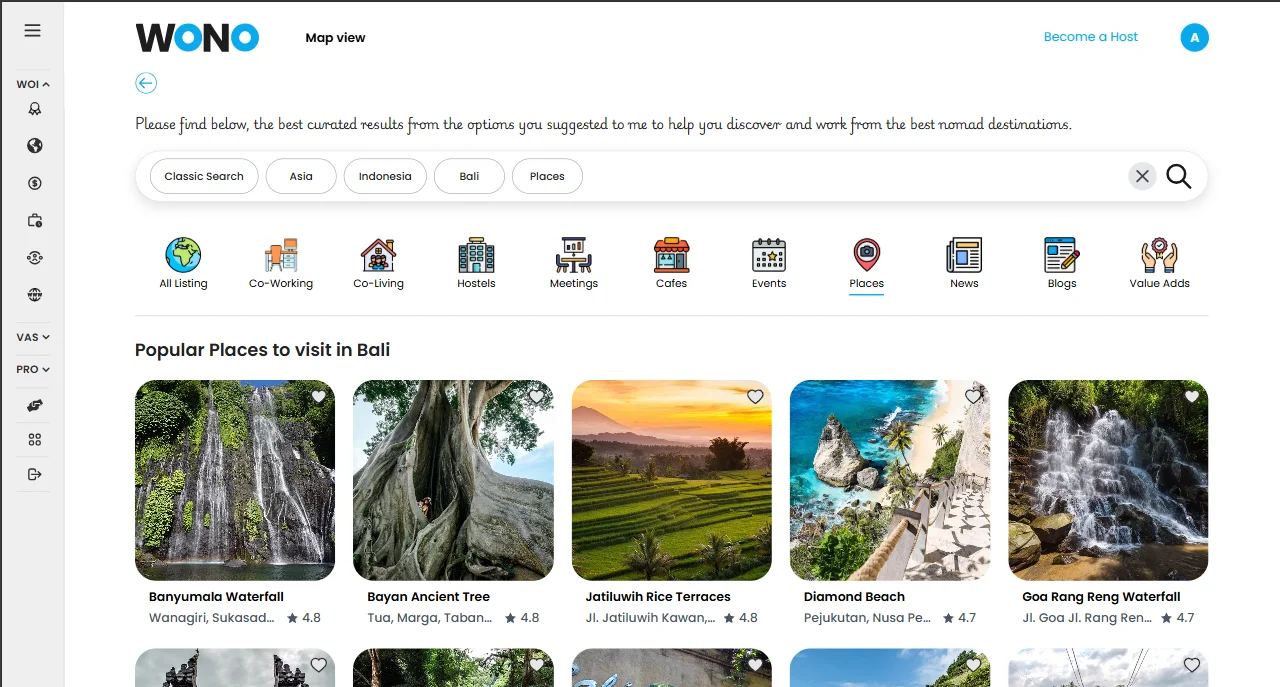 WONO
Map view
Become a Host
A
WOI
VAS
PRO
Please find below, the best curated results from the options you suggested to me to help you discover and work from the best nomad destinations.
Classic Search
Asia
Indonesia
Bali
Places
All Listing
Co-Working
Co-Living
Hostels
Meetings
Cafes
Events
Places
News
Blogs
Value Adds
Popular Places to visit in Bali
Banyumala Waterfall
Wanagiri, Sukasad... ★ 4.8
Bayan Ancient Tree
Tua, Marga, Taban... ★ 4.8
Jatiluwih Rice Terraces
Jl. Jatiluwih Kawan,... ★ 4.8
Diamond Beach
Pejukutan, Nusa Pe... ★ 4.7
Goa Rang Reng Waterfall
Jl. Goa Jl. Rang Ren... ★ 4.7